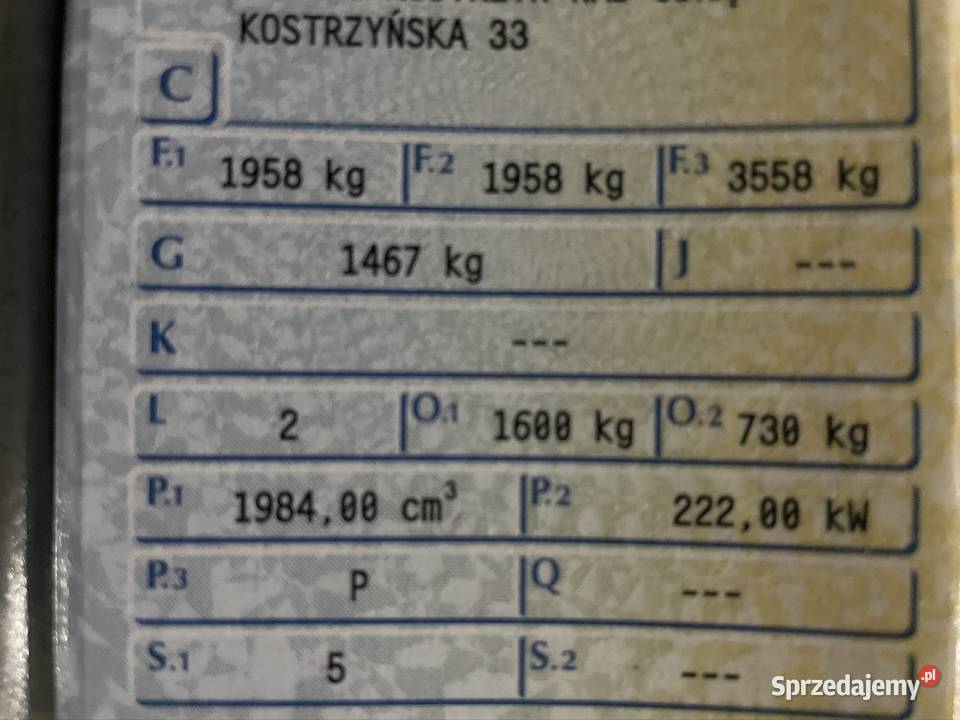 KOSTRZYŃSKA 33
C
F.1 1958 kg F.2 1958 kg F.3 3558 kg
G 1467 kg J ---
K ---
L 2 O.1 1600 kg O.2 730 kg
P.1 1984,00 cm³ P.2 222,00 kW
P.3 P Q ---
S.1 5 S.2 ---
Sprzedajemy.pl